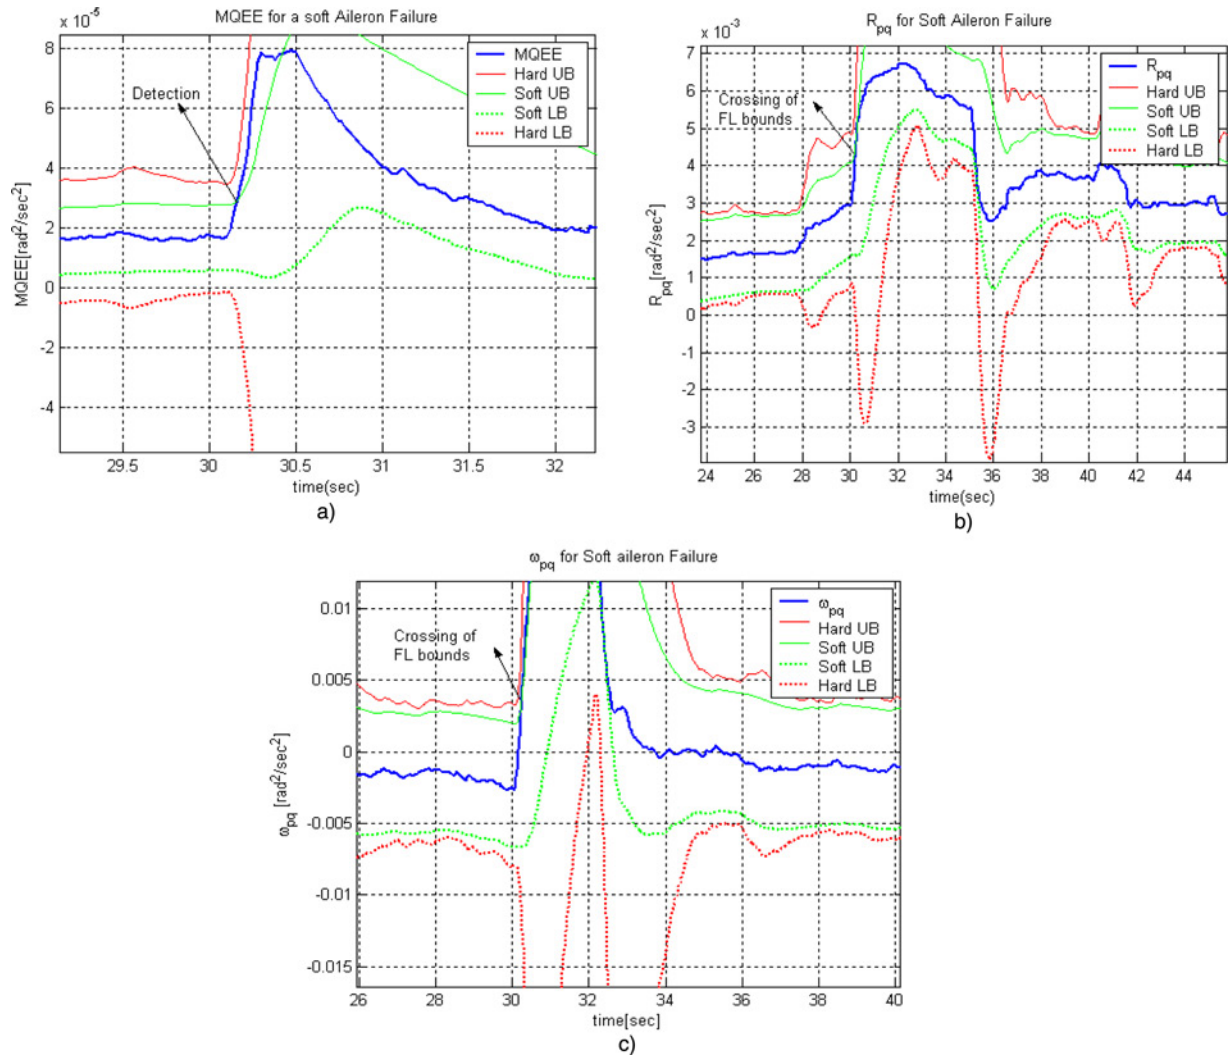 MQEE for a soft Aileron Failure
x 10⁻⁵
8
6
4
2
0
-2
-4
MQEE[rad²/sec²]
MQEE
Hard UB
Soft UB
Soft LB
Hard LB
Detection
29.5 30 30.5 31 31.5 32
time(sec)
a)
R_pq for Soft Aileron Failure
x 10⁻³
7
6
5
4
3
2
1
0
-1
-2
-3
R_pq[rad²/sec²]
R_pq
Hard UB
Soft UB
Soft LB
Hard LB
Crossing of
FL bounds
24 26 28 30 32 34 36 38 40 42 44
time(sec)
b)
ω_pq for Soft aileron Failure
0.01
0.005
0
-0.005
-0.01
-0.015
ω_pq [rad²/sec²]
ω_pq
Hard UB
Soft UB
Soft LB
Hard LB
Crossing of
FL bounds
26 28 30 32 34 36 38 40
time[sec]
c)